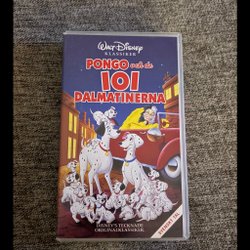 Walt Disney
KLASSIKER
PONGO och de
101
DALMATINERNA
DISNEY'S TECKNADE
ORIGINALKLASSIKER